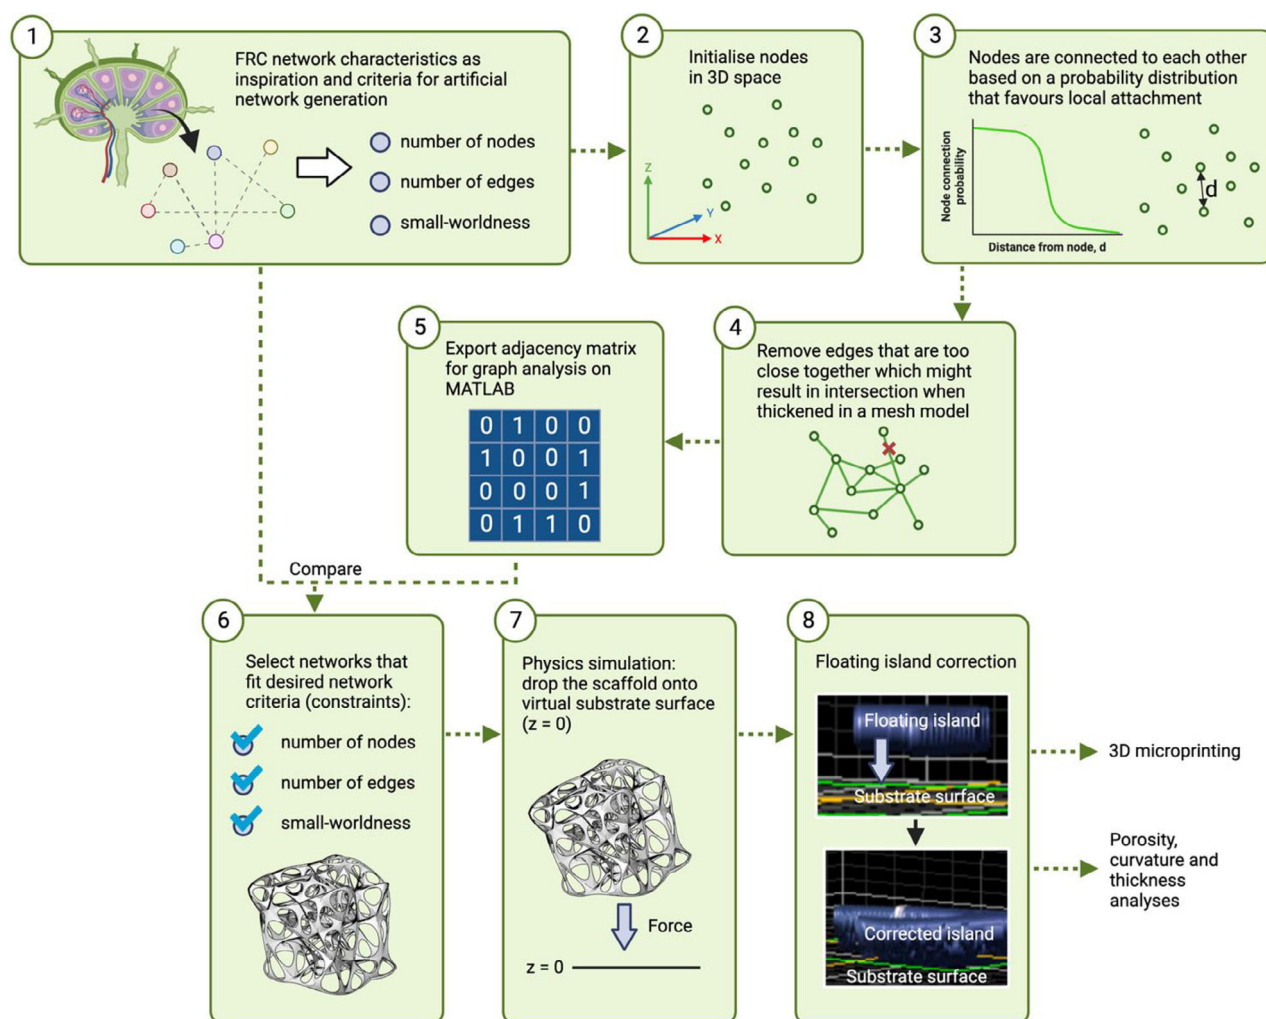 1
FRC network characteristics as
inspiration and criteria for artificial
network generation
number of nodes
number of edges
small-worldness
2
Initialise nodes
in 3D space
Z
Y
X
3
Nodes are connected to each other
based on a probability distribution
that favours local attachment
Node connection
probability
Distance from node, d
d
4
Remove edges that are too
close together which might
result in intersection when
thickened in a mesh model
5
Export adjacency matrix
for graph analysis on
MATLAB
0 1 0 0
1 0 0 1
0 0 0 1
0 1 1 0
Compare
6
Select networks that
fit desired network
criteria (constraints):
number of nodes
number of edges
small-worldness
7
Physics simulation:
drop the scaffold onto
virtual substrate surface
(z = 0)
Force
z = 0
8
Floating island correction
Floating island
Substrate surface
Corrected island
Substrate surface
3D microprinting
Porosity,
curvature and
thickness
analyses